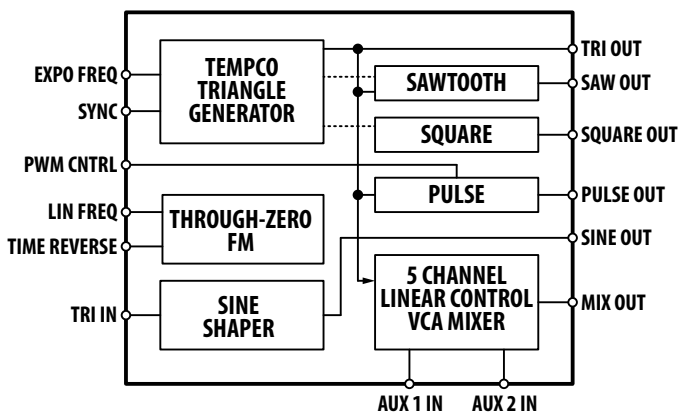 EXPO FREQ
SYNC
PWM CNTRL
LIN FREQ
TIME REVERSE
TRI IN
TEMPCO
TRIANGLE
GENERATOR
THROUGH-ZERO
FM
SINE
SHAPER
SAWTOOTH
SQUARE
PULSE
5 CHANNEL
LINEAR CONTROL
VCA MIXER
TRI OUT
SAW OUT
SQUARE OUT
PULSE OUT
SINE OUT
MIX OUT
AUX 1 IN
AUX 2 IN